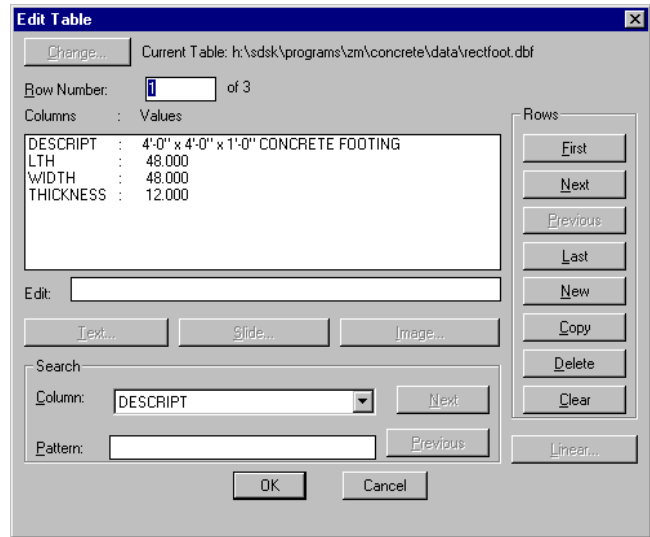 Edit Table
Change... Current Table: h:\sdsk\programs\zm\concrete\data\rectfoot.dbf
Row Number: 1 of 3
Columns : Values
DESCRIPT : 4'-0" x 4'-0" x 1'-0" CONCRETE FOOTING
LTH : 48.000
WIDTH : 48.000
THICKNESS : 12.000
Edit:
Text... Slide... Image...
Search
Column: DESCRIPT Next
Pattern: Previous
OK Cancel
Rows
First
Next
Previous
Last
New
Copy
Delete
Clear
Linear...